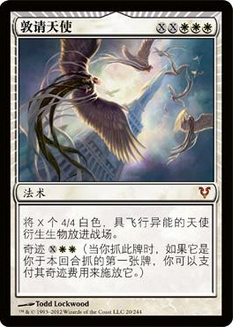 敦请天使 XXWWW
法术
将X个4/4白色,具飞行异能的天使
衍生生物放进战场。
奇迹XWW(当你抓此牌时,如果它是
你于本回合抓的第一张牌,你可以支
付其奇迹费用来施放它。)
Todd Lockwood
™ & © 1993–2012 Wizards of the Coast LLC 20/244